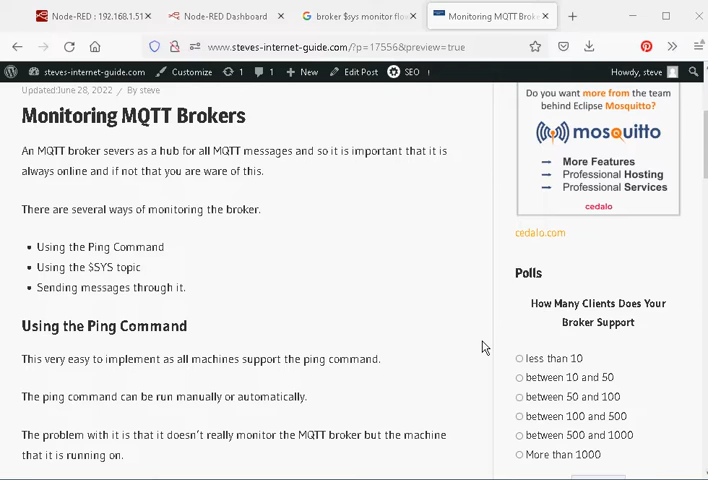 Node-RED : 192.168.1.51
Node-RED Dashboard
broker $sys monitor flo
Monitoring MQTT Broke
www.steves-internet-guide.com/?p=17556&preview=true
steves-internet-guide.com
Customize
1
1
New
Edit Post
SEO
Howdy, steve
Updated:June 28, 2022 / By steve
Monitoring MQTT Brokers
An MQTT broker severs as a hub for all MQTT messages and so it is important that it is
always online and if not that you are ware of this.
There are several ways of monitoring the broker.
Using the Ping Command
Using the $SYS topic
Sending messages through it.
Using the Ping Command
This very easy to implement as all machines support the ping command.
The ping command can be run manually or automatically.
The problem with it is that it doesn't really monitor the MQTT broker but the machine
that it is running on.
Do you want more from the team
behind Eclipse Mosquitto?
mosquitto
More Features
Professional Hosting
Professional Services
cedalo
cedalo.com
Polls
How Many Clients Does Your
Broker Support
less than 10
between 10 and 50
between 50 and 100
between 100 and 500
between 500 and 1000
More than 1000